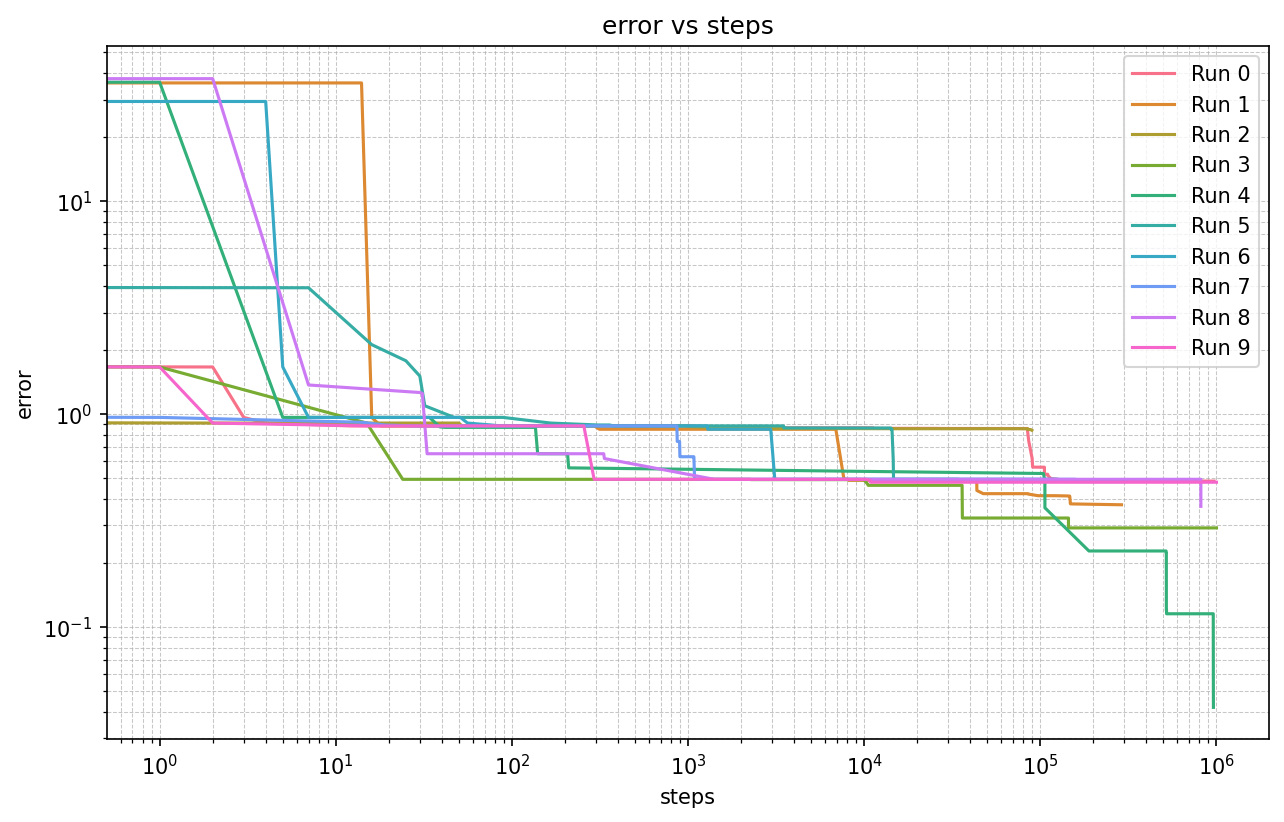 error vs steps
Run 0
Run 1
Run 2
Run 3
Run 4
Run 5
Run 6
Run 7
Run 8
Run 9
error
10¹
10⁰
10⁻¹
10⁰
10¹
10²
10³
10⁴
10⁵
10⁶
steps